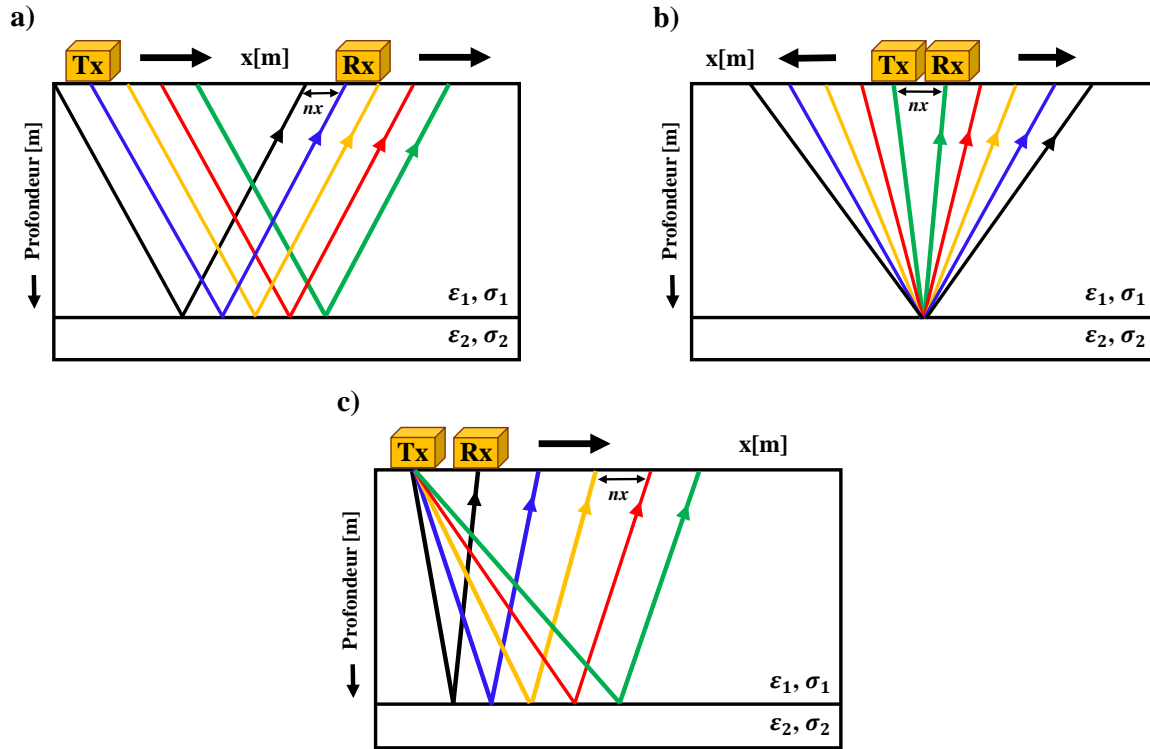 a)
Tx
x[m]
Rx
nx
Profondeur [m]
ε₁, σ₁
ε₂, σ₂
b)
x[m]
Tx
Rx
nx
Profondeur [m]
ε₁, σ₁
ε₂, σ₂
c)
Tx
Rx
x[m]
nx
Profondeur [m]
ε₁, σ₁
ε₂, σ₂